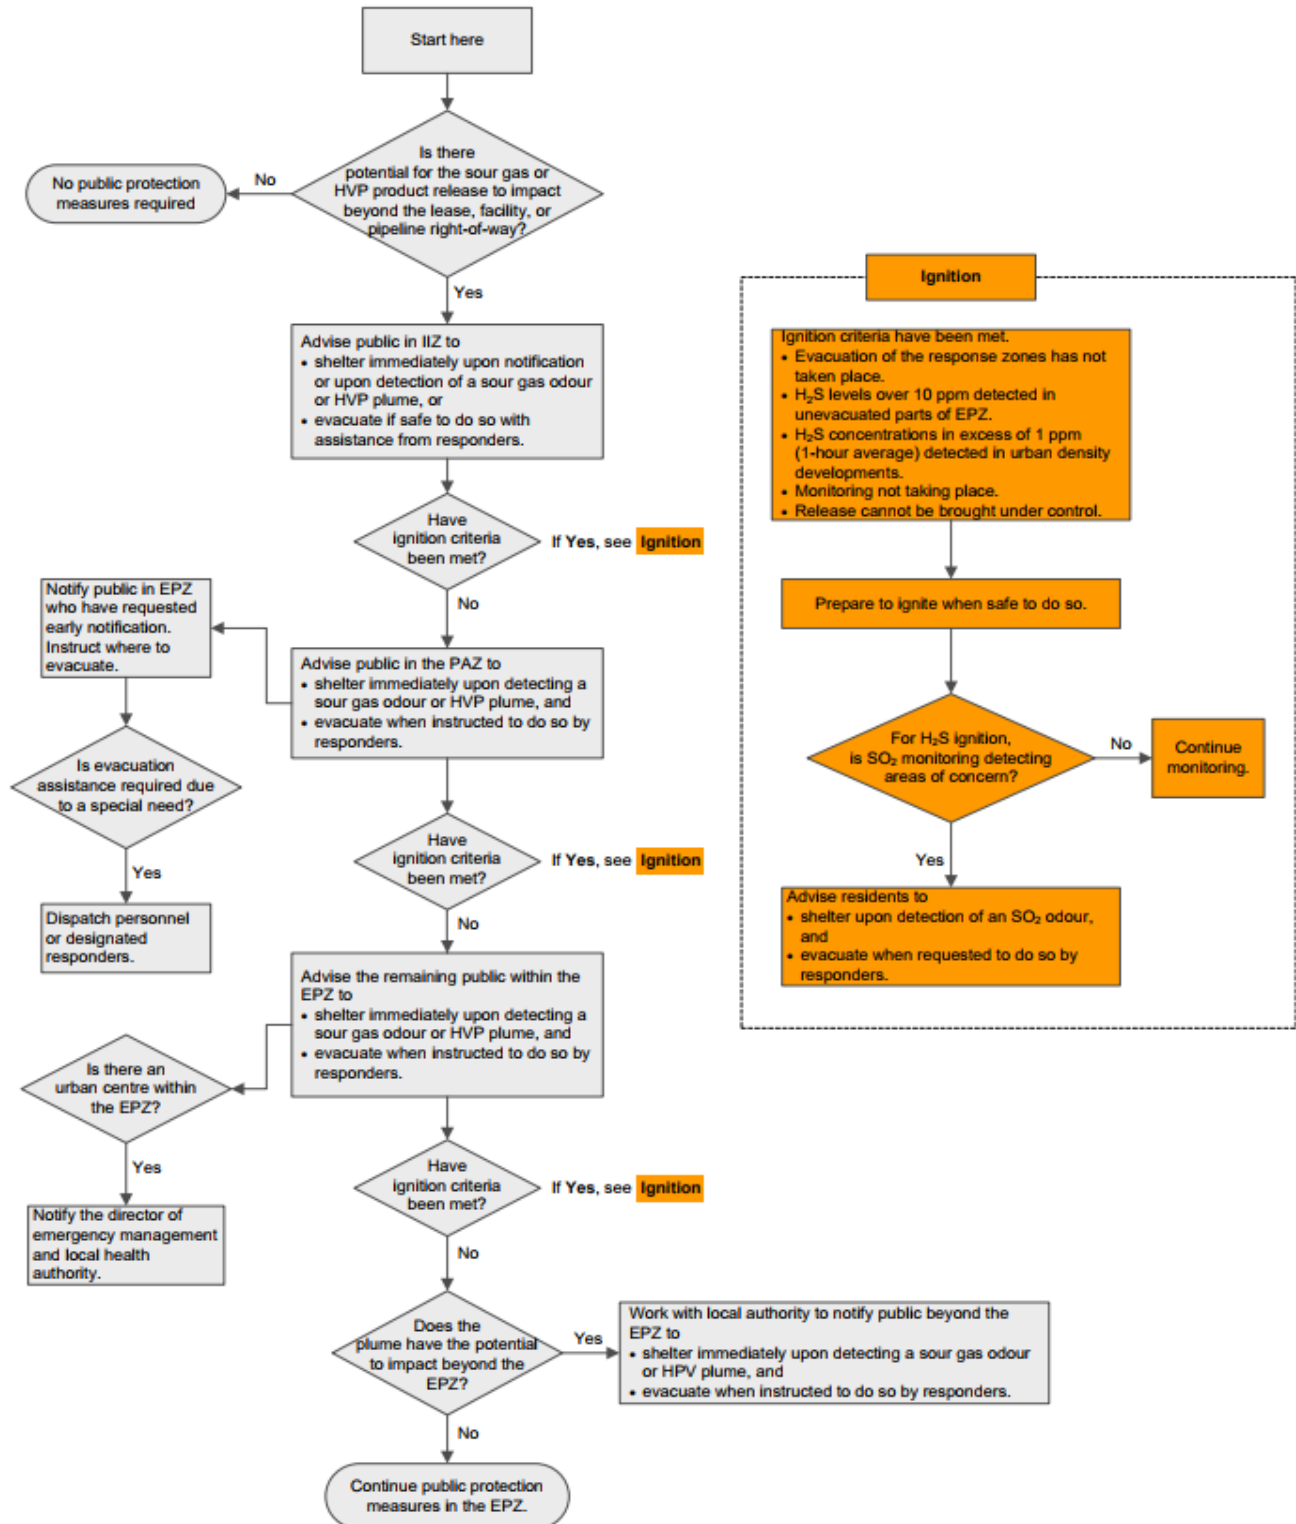 Start here
Is there
potential for the sour gas or
HVP product release to impact
beyond the lease, facility, or
pipeline right-of-way?
No
No public protection
measures required
Yes
Advise public in IIZ to
• shelter immediately upon notification
or upon detection of a sour gas odour
or HVP plume, or
• evacuate if safe to do so with
assistance from responders.
Have
ignition criteria
been met?
If Yes, see Ignition
No
Advise public in the PAZ to
• shelter immediately upon detecting a
sour gas odour or HVP plume, and
• evacuate when instructed to do so by
responders.
Notify public in EPZ
who have requested
early notification.
Instruct where to
evacuate.
Is evacuation
assistance required due
to a special need?
Yes
Dispatch personnel
or designated
responders.
Have
ignition criteria
been met?
If Yes, see Ignition
No
Advise the remaining public within the
EPZ to
• shelter immediately upon detecting a
sour gas odour or HVP plume, and
• evacuate when instructed to do so by
responders.
Is there an
urban centre within
the EPZ?
Yes
Notify the director of
emergency management
and local health
authority.
Have
ignition criteria
been met?
If Yes, see Ignition
No
Does the
plume have the potential
to impact beyond the
EPZ?
Yes
Work with local authority to notify public beyond the
EPZ to
• shelter immediately upon detecting a sour gas odour
or HPV plume, and
• evacuate when instructed to do so by responders.
No
Continue public protection
measures in the EPZ.
Ignition
Ignition criteria have been met.
• Evacuation of the response zones has not
taken place.
• H₂S levels over 10 ppm detected in
unevacuated parts of EPZ.
• H₂S concentrations in excess of 1 ppm
(1-hour average) detected in urban density
developments.
• Monitoring not taking place.
• Release cannot be brought under control.
Prepare to ignite when safe to do so.
For H₂S ignition,
is SO₂ monitoring detecting
areas of concern?
No
Continue
monitoring.
Yes
Advise residents to
• shelter upon detection of an SO₂ odour,
and
• evacuate when requested to do so by
responders.